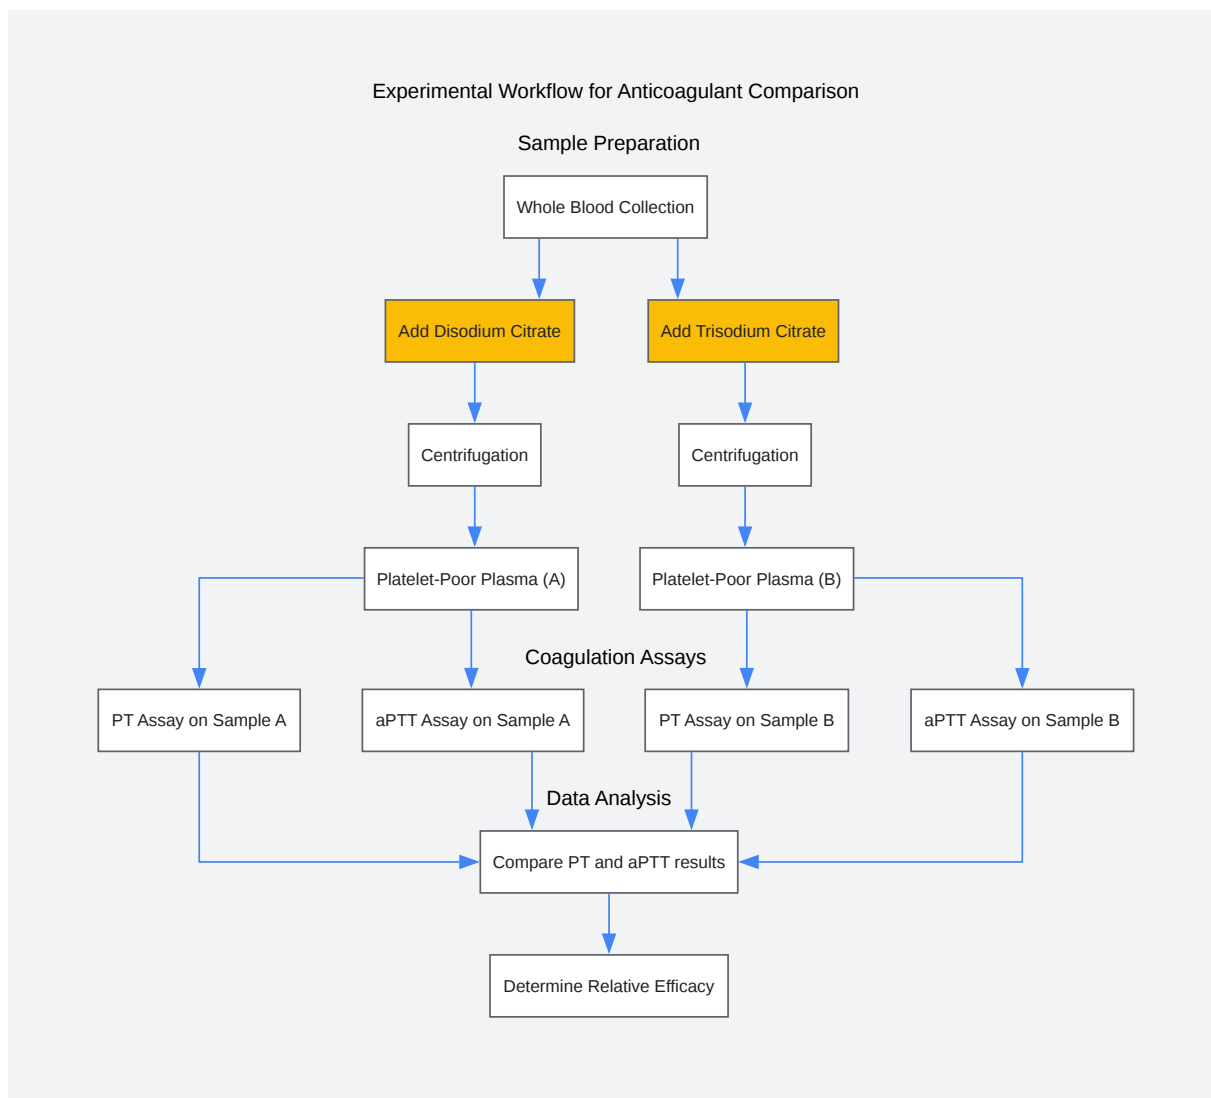 Experimental Workflow for Anticoagulant Comparison
Sample Preparation
Whole Blood Collection
Add Disodium Citrate
Add Trisodium Citrate
Centrifugation
Centrifugation
Platelet-Poor Plasma (A)
Platelet-Poor Plasma (B)
Coagulation Assays
PT Assay on Sample A
aPTT Assay on Sample A
PT Assay on Sample B
aPTT Assay on Sample B
Data Analysis
Compare PT and aPTT results
Determine Relative Efficacy